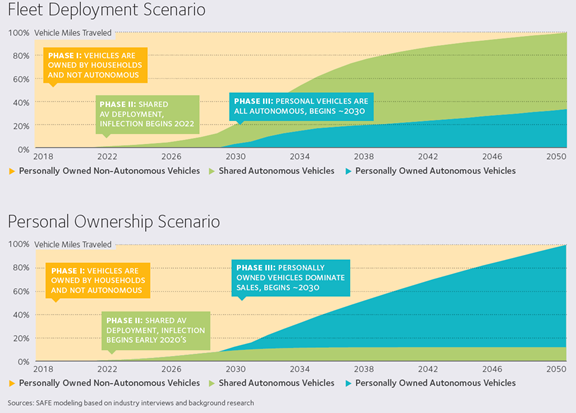 Fleet Deployment Scenario
100% Vehicle Miles Traveled
PHASE I: VEHICLES ARE
OWNED BY HOUSEHOLDS
AND NOT AUTONOMOUS
80%
60%
PHASE II: SHARED
AV DEPLOYMENT,
INFLECTION BEGINS 2022
PHASE III: PERSONAL VEHICLES ARE
ALL AUTONOMOUS, BEGINS ~2030
40%
20%
0%
2018 2022 2026 2030 2034 2038 2042 2046 2050
Personally Owned Non-Autonomous Vehicles Shared Autonomous Vehicles Personally Owned Autonomous Vehicles
Personal Ownership Scenario
100% Vehicle Miles Traveled
PHASE I: VEHICLES ARE
OWNED BY HOUSEHOLDS
AND NOT AUTONOMOUS
PHASE III: PERSONALLY
OWNED VEHICLES DOMINATE
SALES, BEGINS ~2030
80%
60%
PHASE II: SHARED AV
DEPLOYMENT, INFLECTION
BEGINS EARLY 2020'S
40%
20%
0%
2018 2022 2026 2030 2034 2038 2042 2046 2050
Personally Owned Non-Autonomous Vehicles Shared Autonomous Vehicles Personally Owned Autonomous Vehicles
Sources: SAFE modeling based on industry interviews and background research